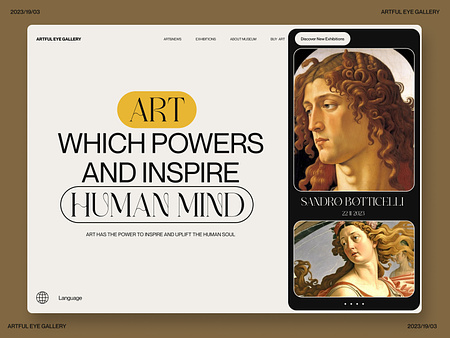 2023/19/03
ARTFUL EYE GALLERY
ARTFUL EYE GALLERY
ARTNEWS
EXHIBITIONS
ABOUT MUSEUM
BUY ART
Discover New Exhibitions
ART
WHICH POWERS
AND INSPIRE
HUMAN MIND
ART HAS THE POWER TO INSPIRE AND UPLIFT THE HUMAN SOUL
SANDRO BOTTICELLI
22 11 2023
Language
ARTFUL EYE GALLERY
2023/19/03